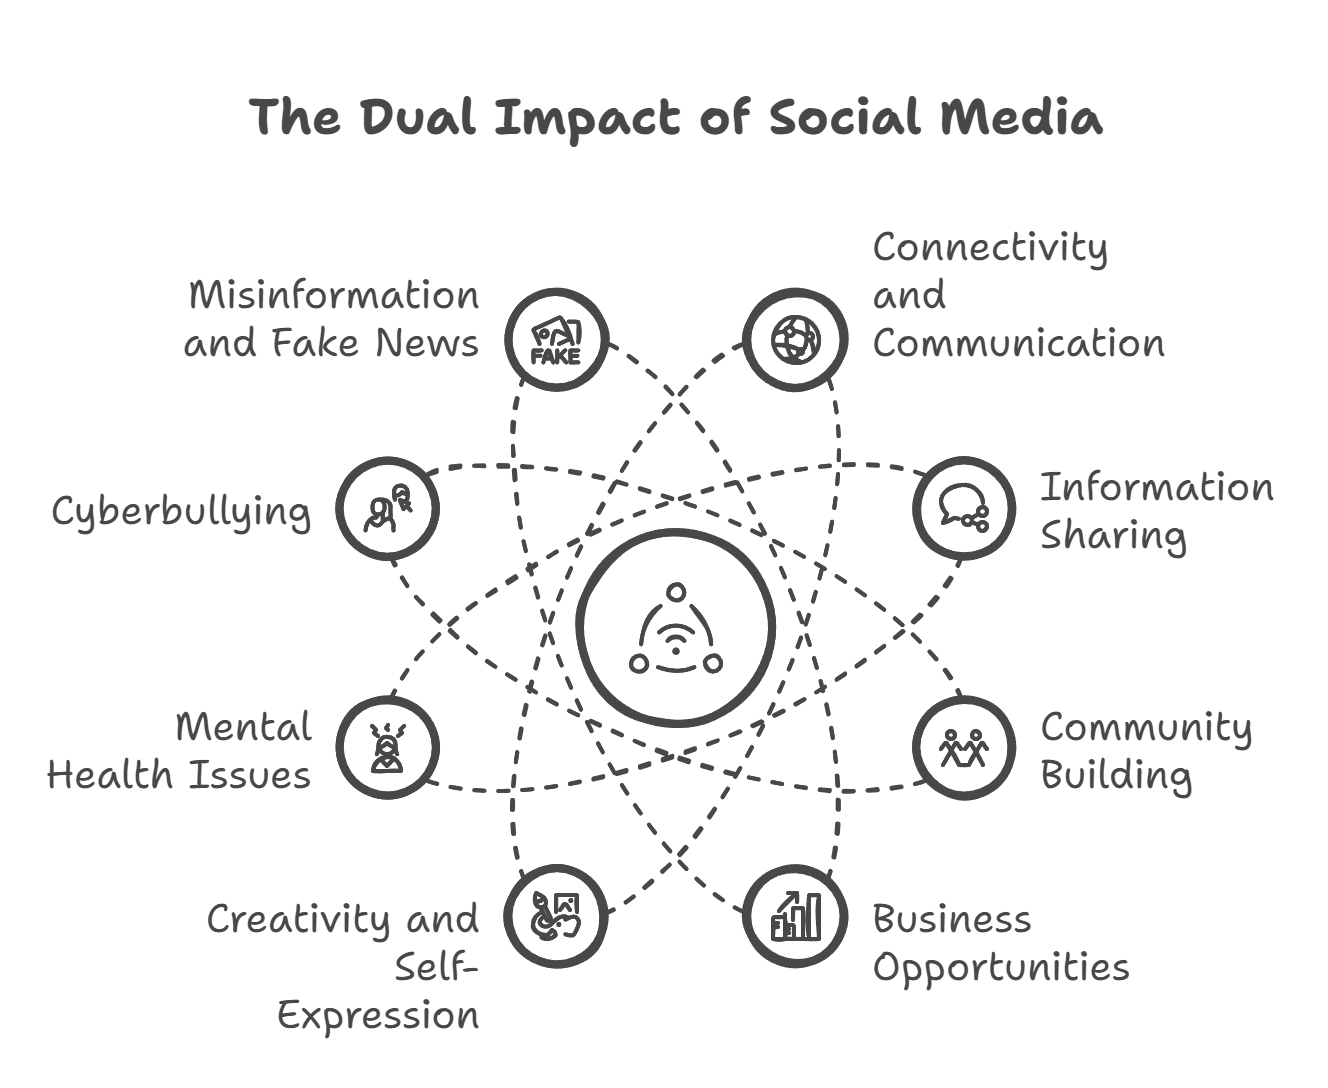 The Dual Impact of Social Media
Connectivity
and
Communication
Misinformation
and Fake News
FAKE
Cyberbullying
Information
Sharing
Mental
Health Issues
Community
Building
Creativity and
Self-
Expression
Business
Opportunities